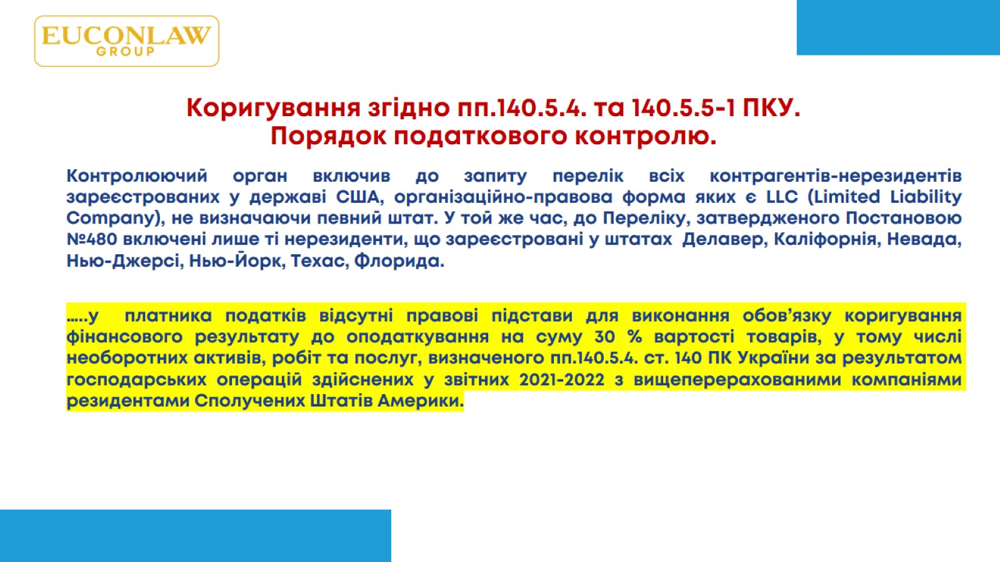 EUCONLAW
GROUP
Коригування згідно пп.140.5.4. та 140.5.5-1 ПКУ.
Порядок податкового контролю.
Контролюючий орган включив до запиту перелік всіх контрагентів-нерезидентів
зареєстрованих у державі США, організаційно-правова форма яких є LLC (Limited Liability
Company), не визначаючи певний штат. У той же час, до Переліку, затвердженого Постановою
№480 включені лише ті нерезиденти, що зареєстровані у штатах Делавер, Каліфорнія, Невада,
Нью-Джерсі, Нью-Йорк, Техас, Флорида.
…..у платника податків відсутні правові підстави для виконання обов’язку коригування
фінансового результату до оподаткування на суму 30 % вартості товарів, у тому числі
необоротних активів, робіт та послуг, визначеного пп.140.5.4. ст. 140 ПК України за результатом
господарських операцій здійснених у звітних 2021-2022 з вищеперерахованими компаніями
резидентами Сполучених Штатів Америки.